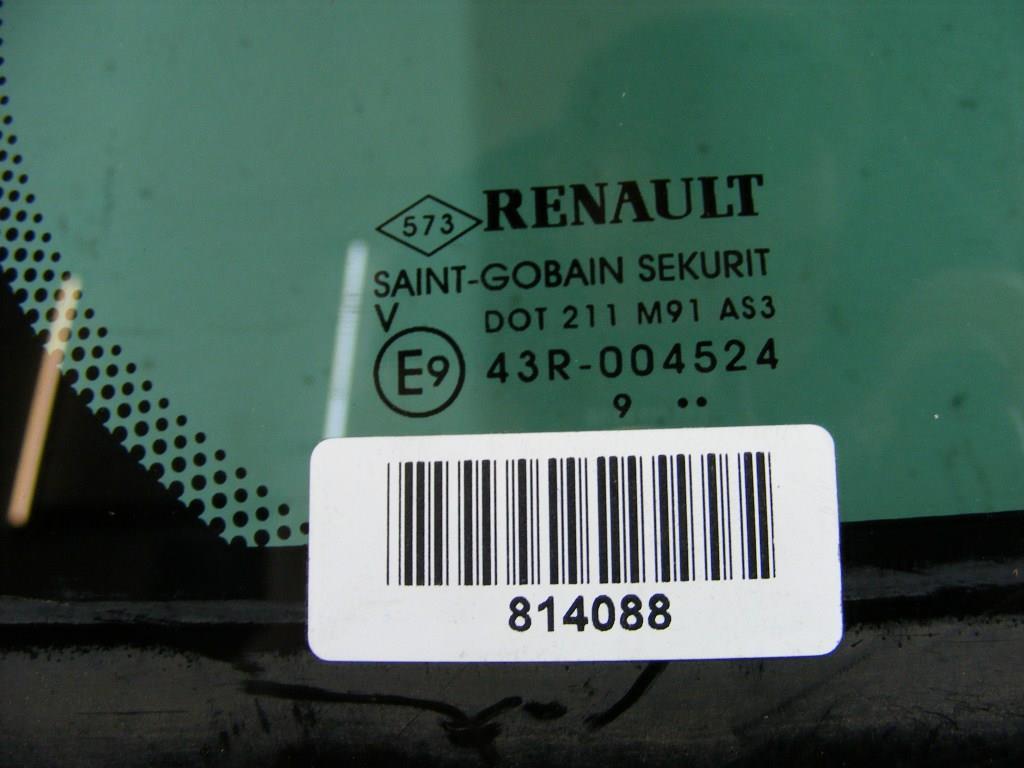 573 RENAULT
SAINT-GOBAIN SEKURIT
V DOT 211 M91 AS3
E9 43R-004524
9 ..
814088